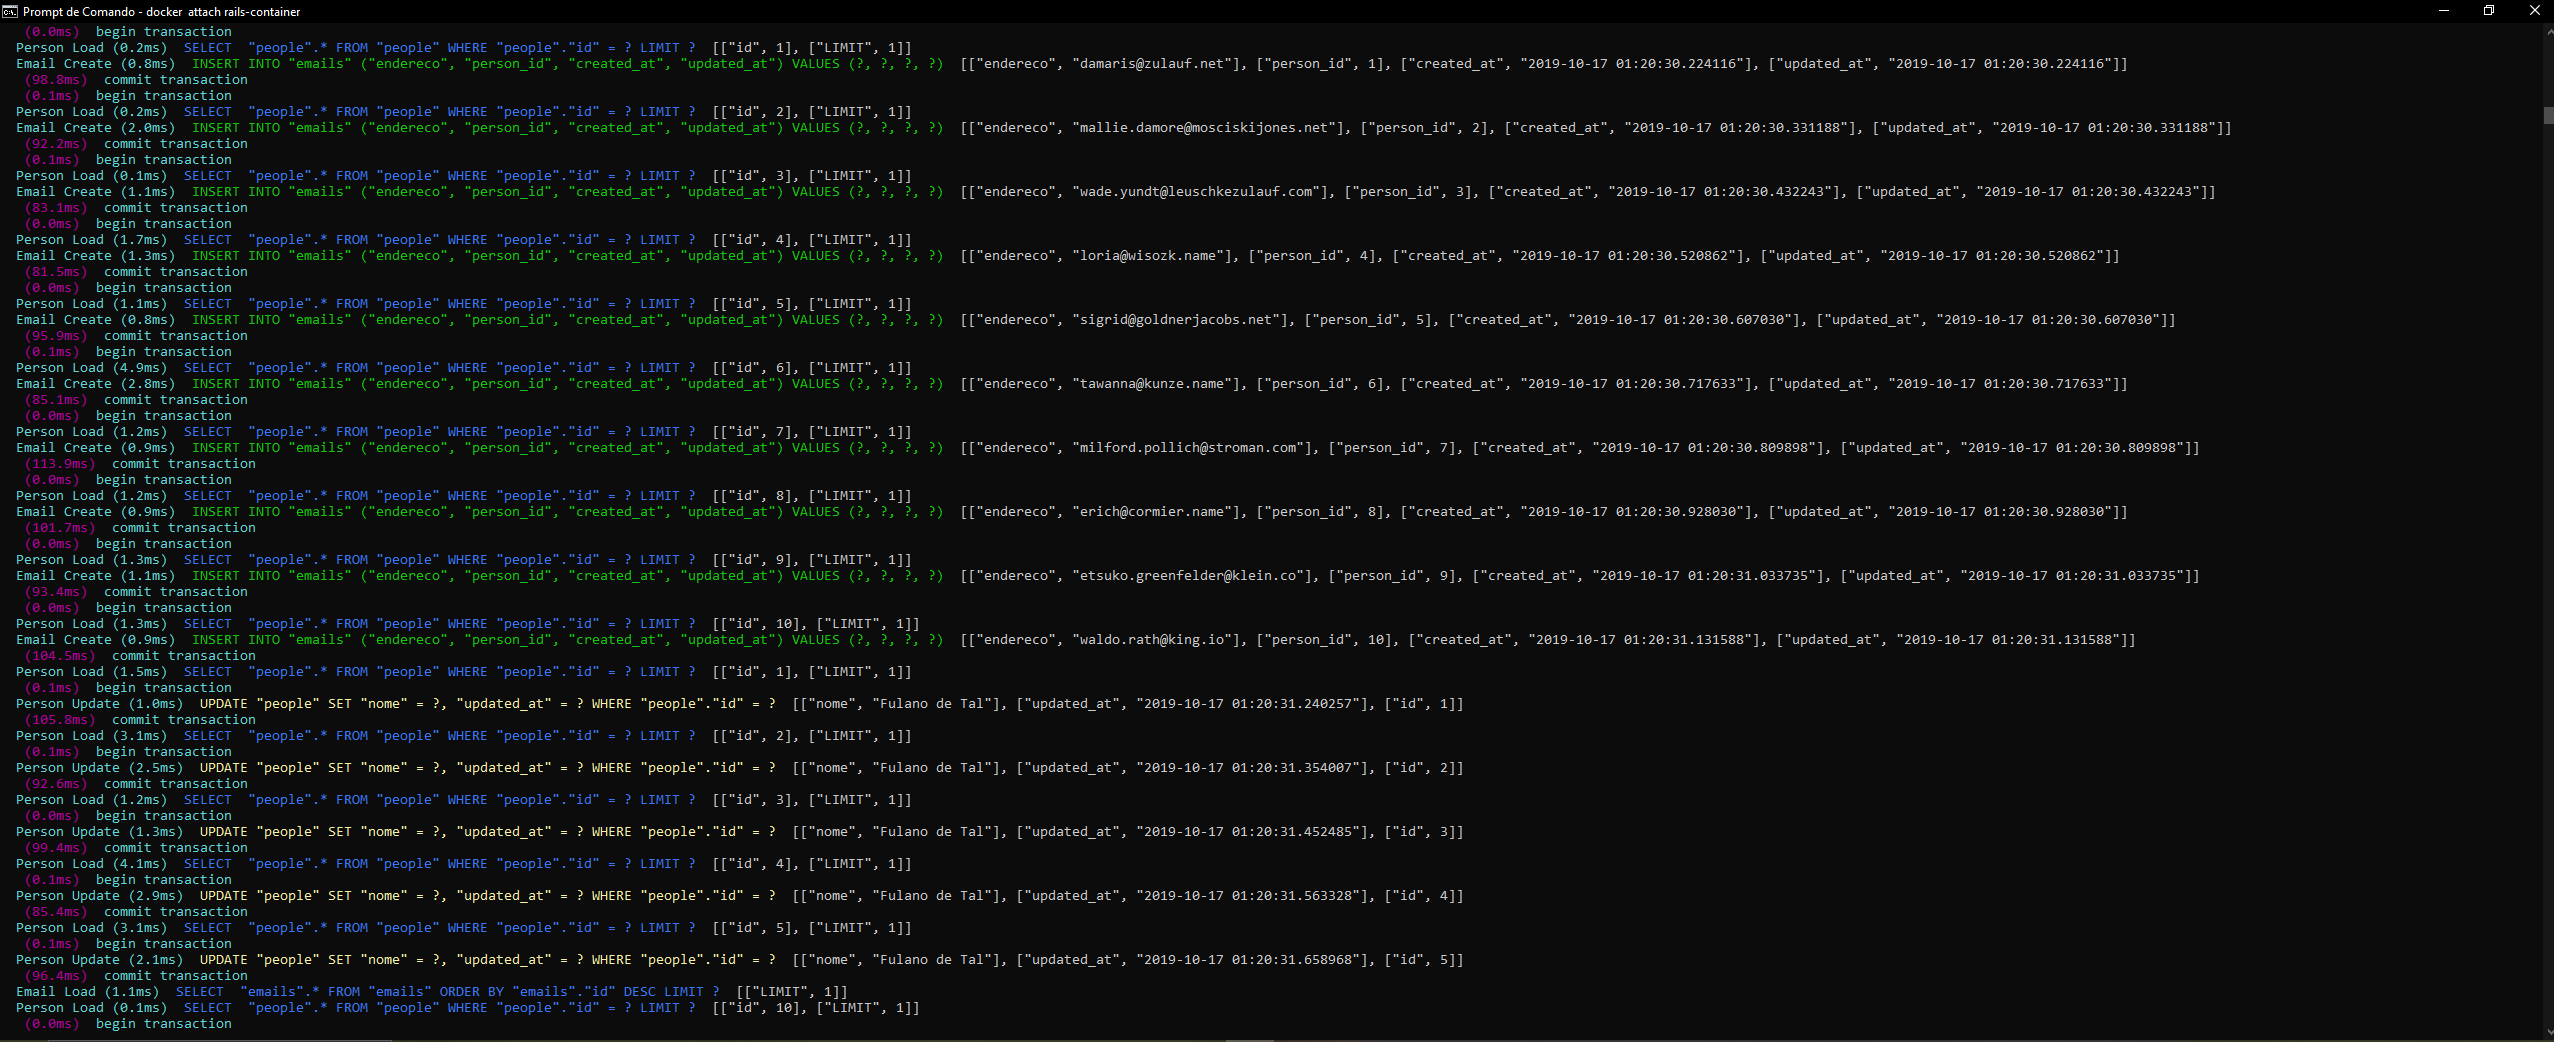 Prompt de Comando - docker  attach rails-container
(0.0ms)  begin transaction
Person Load (0.2ms)  SELECT  "people".* FROM "people" WHERE "people"."id" = ? LIMIT ?  [["id", 1], ["LIMIT", 1]]
Email Create (0.8ms)  INSERT INTO "emails" ("endereco", "person_id", "created_at", "updated_at") VALUES (?, ?, ?, ?)  [["endereco", "damaris@zulauf.net"], ["person_id", 1], ["created_at", "2019-10-17 01:20:30.224116"], ["updated_at", "2019-10-17 01:20:30.224116"]]
(98.8ms)  commit transaction
(0.1ms)  begin transaction
Person Load (0.2ms)  SELECT  "people".* FROM "people" WHERE "people"."id" = ? LIMIT ?  [["id", 2], ["LIMIT", 1]]
Email Create (2.0ms)  INSERT INTO "emails" ("endereco", "person_id", "created_at", "updated_at") VALUES (?, ?, ?, ?)  [["endereco", "mallie.damore@mosciskijones.net"], ["person_id", 2], ["created_at", "2019-10-17 01:20:30.331188"], ["updated_at", "2019-10-17 01:20:30.331188"]]
(92.2ms)  commit transaction
(0.1ms)  begin transaction
Person Load (0.1ms)  SELECT  "people".* FROM "people" WHERE "people"."id" = ? LIMIT ?  [["id", 3], ["LIMIT", 1]]
Email Create (1.1ms)  INSERT INTO "emails" ("endereco", "person_id", "created_at", "updated_at") VALUES (?, ?, ?, ?)  [["endereco", "wade.yundt@leuschkezulauf.com"], ["person_id", 3], ["created_at", "2019-10-17 01:20:30.432243"], ["updated_at", "2019-10-17 01:20:30.432243"]]
(83.1ms)  commit transaction
(0.0ms)  begin transaction
Person Load (1.7ms)  SELECT  "people".* FROM "people" WHERE "people"."id" = ? LIMIT ?  [["id", 4], ["LIMIT", 1]]
Email Create (1.3ms)  INSERT INTO "emails" ("endereco", "person_id", "created_at", "updated_at") VALUES (?, ?, ?, ?)  [["endereco", "loria@wisozk.name"], ["person_id", 4], ["created_at", "2019-10-17 01:20:30.520862"], ["updated_at", "2019-10-17 01:20:30.520862"]]
(81.5ms)  commit transaction
(0.0ms)  begin transaction
Person Load (1.1ms)  SELECT  "people".* FROM "people" WHERE "people"."id" = ? LIMIT ?  [["id", 5], ["LIMIT", 1]]
Email Create (0.8ms)  INSERT INTO "emails" ("endereco", "person_id", "created_at", "updated_at") VALUES (?, ?, ?, ?)  [["endereco", "sigrid@goldnerjacobs.net"], ["person_id", 5], ["created_at", "2019-10-17 01:20:30.607030"], ["updated_at", "2019-10-17 01:20:30.607030"]]
(95.9ms)  commit transaction
(0.1ms)  begin transaction
Person Load (4.9ms)  SELECT  "people".* FROM "people" WHERE "people"."id" = ? LIMIT ?  [["id", 6], ["LIMIT", 1]]
Email Create (2.8ms)  INSERT INTO "emails" ("endereco", "person_id", "created_at", "updated_at") VALUES (?, ?, ?, ?)  [["endereco", "tawanna@kunze.name"], ["person_id", 6], ["created_at", "2019-10-17 01:20:30.717633"], ["updated_at", "2019-10-17 01:20:30.717633"]]
(85.1ms)  commit transaction
(0.0ms)  begin transaction
Person Load (1.2ms)  SELECT  "people".* FROM "people" WHERE "people"."id" = ? LIMIT ?  [["id", 7], ["LIMIT", 1]]
Email Create (0.9ms)  INSERT INTO "emails" ("endereco", "person_id", "created_at", "updated_at") VALUES (?, ?, ?, ?)  [["endereco", "milford.pollich@stroman.com"], ["person_id", 7], ["created_at", "2019-10-17 01:20:30.809898"], ["updated_at", "2019-10-17 01:20:30.809898"]]
(113.9ms)  commit transaction
(0.0ms)  begin transaction
Person Load (1.2ms)  SELECT  "people".* FROM "people" WHERE "people"."id" = ? LIMIT ?  [["id", 8], ["LIMIT", 1]]
Email Create (0.9ms)  INSERT INTO "emails" ("endereco", "person_id", "created_at", "updated_at") VALUES (?, ?, ?, ?)  [["endereco", "erich@cormier.name"], ["person_id", 8], ["created_at", "2019-10-17 01:20:30.928030"], ["updated_at", "2019-10-17 01:20:30.928030"]]
(101.7ms)  commit transaction
(0.0ms)  begin transaction
Person Load (1.3ms)  SELECT  "people".* FROM "people" WHERE "people"."id" = ? LIMIT ?  [["id", 9], ["LIMIT", 1]]
Email Create (1.1ms)  INSERT INTO "emails" ("endereco", "person_id", "created_at", "updated_at") VALUES (?, ?, ?, ?)  [["endereco", "etsuko.greenfelder@klein.co"], ["person_id", 9], ["created_at", "2019-10-17 01:20:31.033735"], ["updated_at", "2019-10-17 01:20:31.033735"]]
(93.4ms)  commit transaction
(0.0ms)  begin transaction
Person Load (1.3ms)  SELECT  "people".* FROM "people" WHERE "people"."id" = ? LIMIT ?  [["id", 10], ["LIMIT", 1]]
Email Create (0.9ms)  INSERT INTO "emails" ("endereco", "person_id", "created_at", "updated_at") VALUES (?, ?, ?, ?)  [["endereco", "waldo.rath@king.io"], ["person_id", 10], ["created_at", "2019-10-17 01:20:31.131588"], ["updated_at", "2019-10-17 01:20:31.131588"]]
(104.5ms)  commit transaction
Person Load (1.5ms)  SELECT  "people".* FROM "people" WHERE "people"."id" = ? LIMIT ?  [["id", 1], ["LIMIT", 1]]
(0.1ms)  begin transaction
Person Update (1.0ms)  UPDATE "people" SET "nome" = ?, "updated_at" = ? WHERE "people"."id" = ?  [["nome", "Fulano de Tal"], ["updated_at", "2019-10-17 01:20:31.240257"], ["id", 1]]
(105.8ms)  commit transaction
Person Load (3.1ms)  SELECT  "people".* FROM "people" WHERE "people"."id" = ? LIMIT ?  [["id", 2], ["LIMIT", 1]]
(0.1ms)  begin transaction
Person Update (2.5ms)  UPDATE "people" SET "nome" = ?, "updated_at" = ? WHERE "people"."id" = ?  [["nome", "Fulano de Tal"], ["updated_at", "2019-10-17 01:20:31.354007"], ["id", 2]]
(92.6ms)  commit transaction
Person Load (1.2ms)  SELECT  "people".* FROM "people" WHERE "people"."id" = ? LIMIT ?  [["id", 3], ["LIMIT", 1]]
(0.0ms)  begin transaction
Person Update (1.3ms)  UPDATE "people" SET "nome" = ?, "updated_at" = ? WHERE "people"."id" = ?  [["nome", "Fulano de Tal"], ["updated_at", "2019-10-17 01:20:31.452485"], ["id", 3]]
(99.4ms)  commit transaction
Person Load (4.1ms)  SELECT  "people".* FROM "people" WHERE "people"."id" = ? LIMIT ?  [["id", 4], ["LIMIT", 1]]
(0.1ms)  begin transaction
Person Update (2.9ms)  UPDATE "people" SET "nome" = ?, "updated_at" = ? WHERE "people"."id" = ?  [["nome", "Fulano de Tal"], ["updated_at", "2019-10-17 01:20:31.563328"], ["id", 4]]
(85.4ms)  commit transaction
Person Load (3.1ms)  SELECT  "people".* FROM "people" WHERE "people"."id" = ? LIMIT ?  [["id", 5], ["LIMIT", 1]]
(0.1ms)  begin transaction
Person Update (2.1ms)  UPDATE "people" SET "nome" = ?, "updated_at" = ? WHERE "people"."id" = ?  [["nome", "Fulano de Tal"], ["updated_at", "2019-10-17 01:20:31.658968"], ["id", 5]]
(96.4ms)  commit transaction
Email Load (1.1ms)  SELECT  "emails".* FROM "emails" ORDER BY "emails"."id" DESC LIMIT ?  [["LIMIT", 1]]
Person Load (0.1ms)  SELECT  "people".* FROM "people" WHERE "people"."id" = ? LIMIT ?  [["id", 10], ["LIMIT", 1]]
(0.0ms)  begin transaction